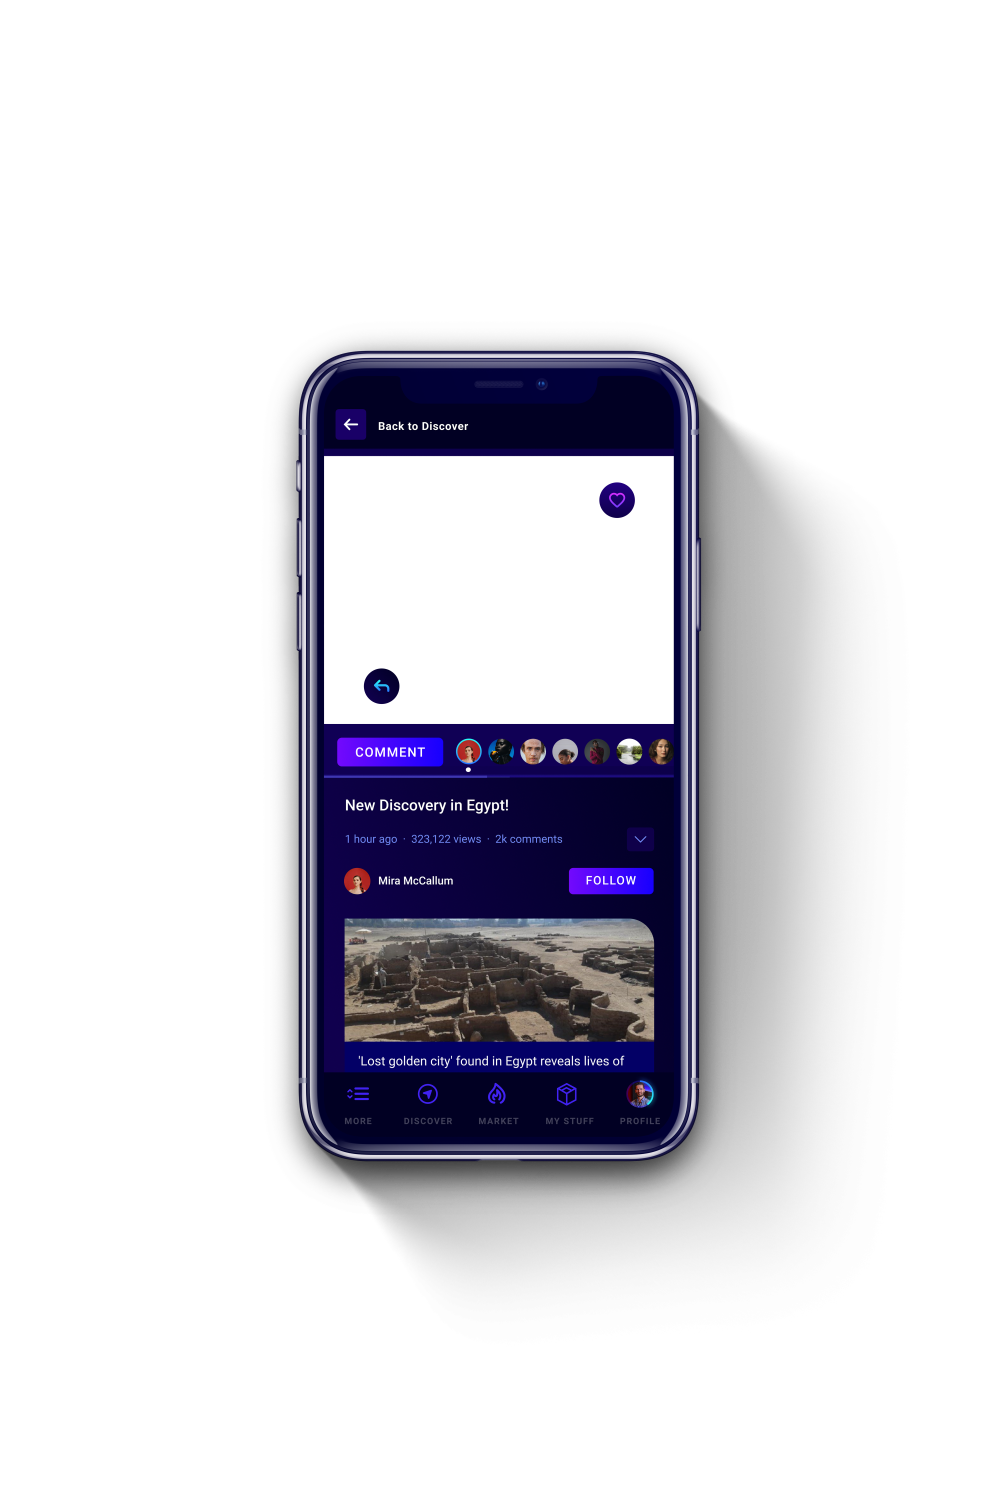 Back to Discover
COMMENT
New Discovery in Egypt!
1 hour ago · 323,122 views · 2k comments
Mira McCallum
FOLLOW
'Lost golden city' found in Egypt reveals lives of
MORE
DISCOVER
MARKET
MY STUFF
PROFILE